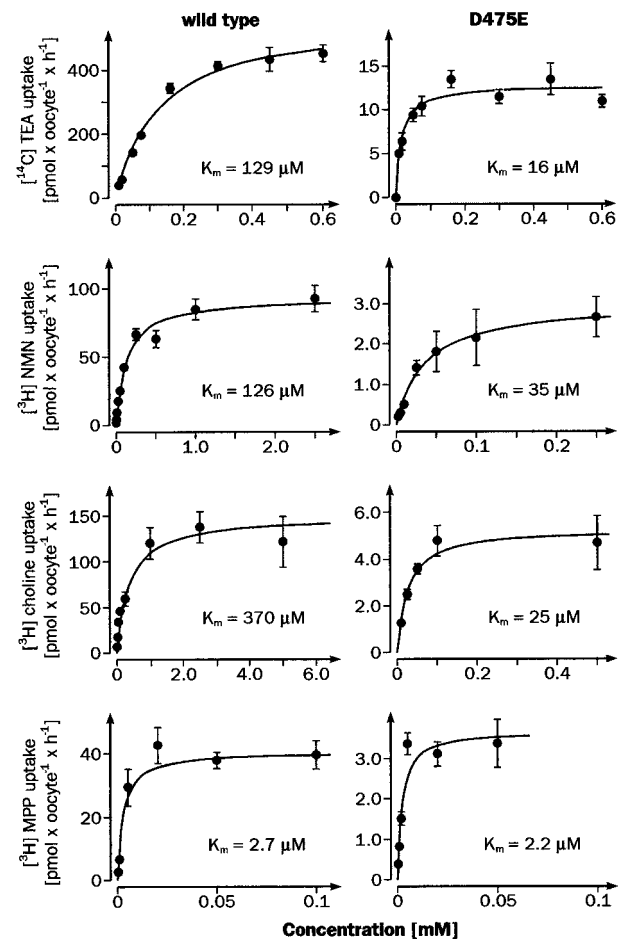 wild type
D475E
[¹⁴C] TEA uptake
[pmol x oocyte⁻¹ x h⁻¹]
400
200
0
Kₘ = 129 µM
0 0.2 0.4 0.6
15
10
5
0
Kₘ = 16 µM
0 0.2 0.4 0.6
[³H] NMN uptake
[pmol x oocyte⁻¹ x h⁻¹]
100
50
0
Kₘ = 126 µM
0 1.0 2.0
3.0
2.0
1.0
0
Kₘ = 35 µM
0 0.1 0.2
[³H] choline uptake
[pmol x oocyte⁻¹ x h⁻¹]
150
100
50
0
Kₘ = 370 µM
0 2.0 4.0 6.0
6.0
4.0
2.0
0
Kₘ = 25 µM
0 0.2 0.4
[³H] MPP uptake
[pmol x oocyte⁻¹ x h⁻¹]
40
20
0
Kₘ = 2.7 µM
0 0.05 0.1
3.0
2.0
1.0
0
Kₘ = 2.2 µM
0 0.05 0.1
Concentration [mM]